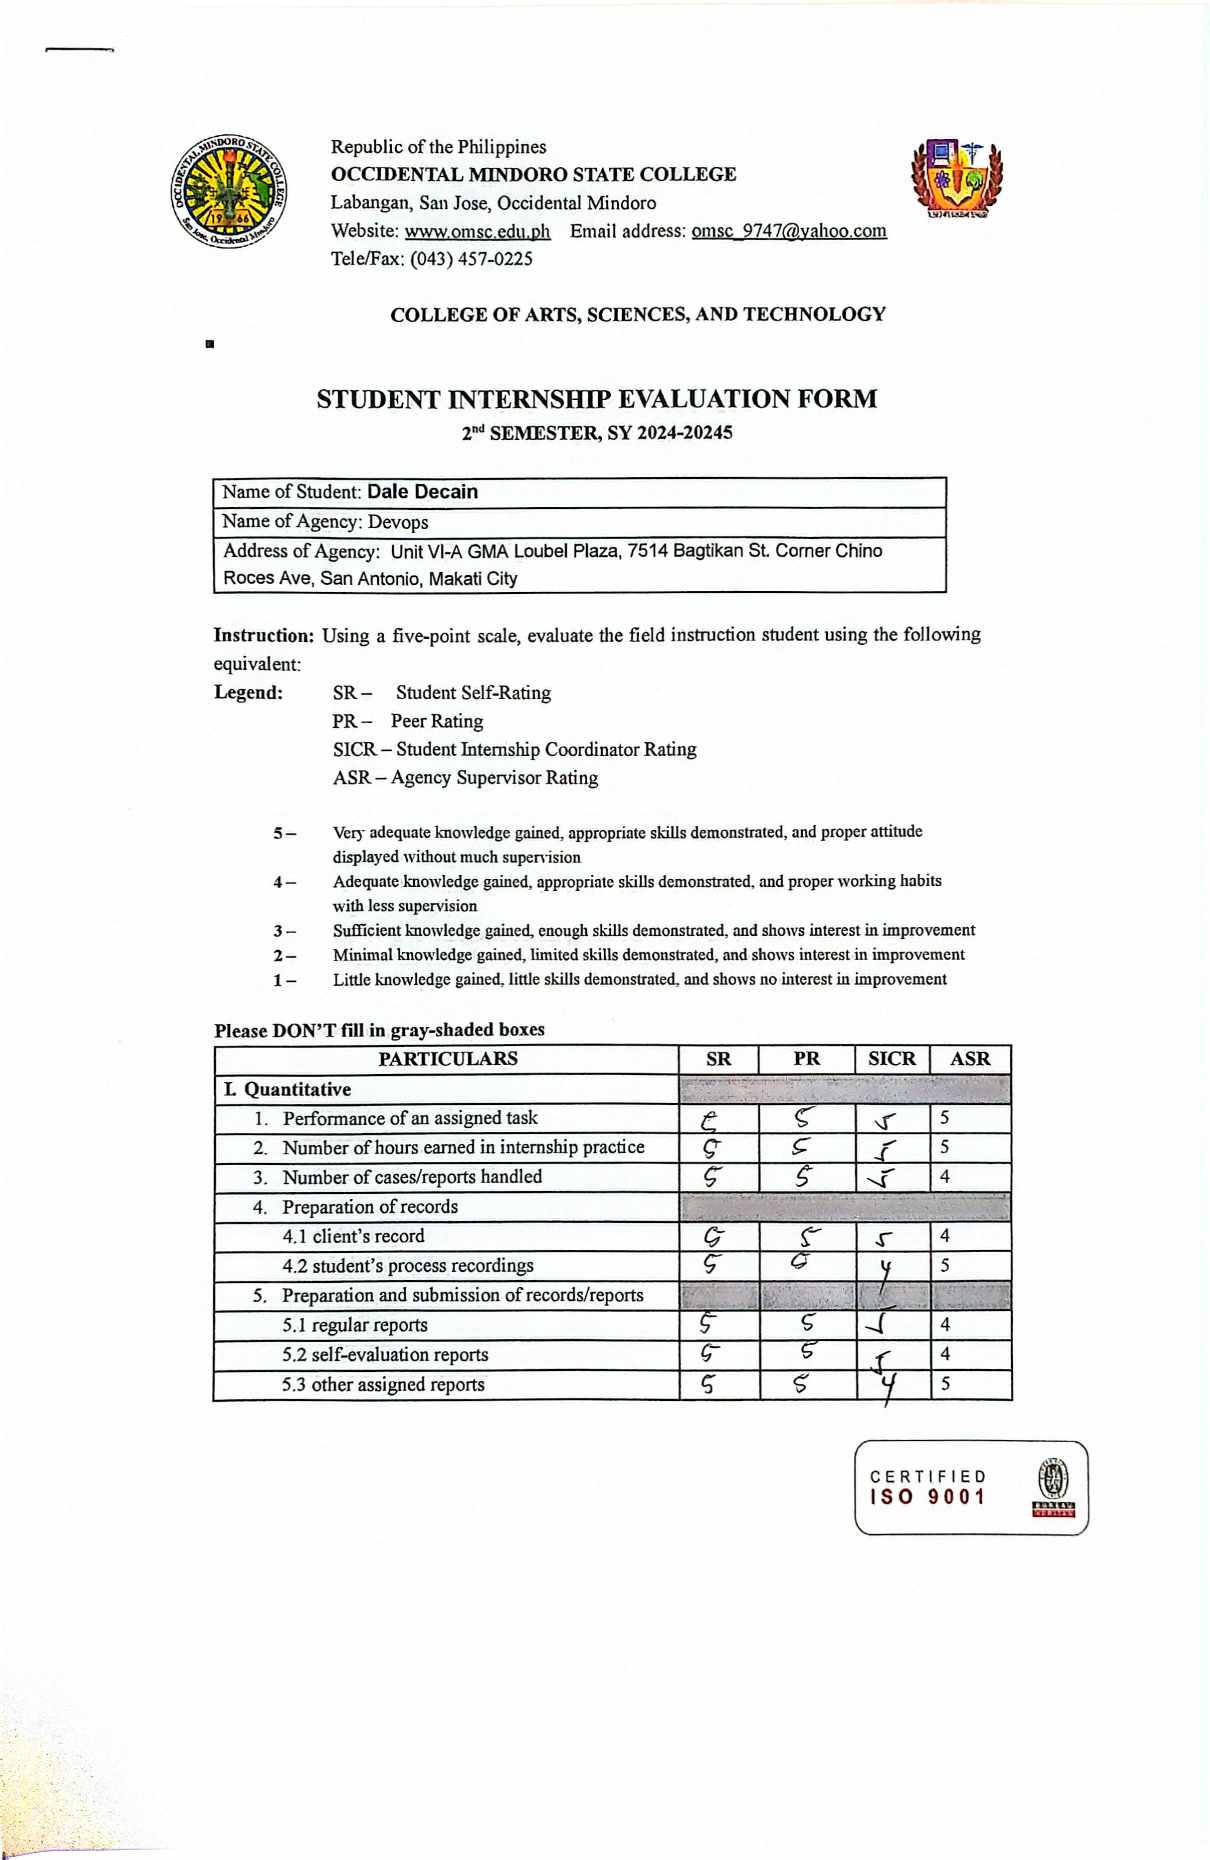 OCCIDENTAL MINDORO STATE COLLEGE
1966
San Jose, Occidental Mindoro
Republic of the Philippines
OCCIDENTAL MINDORO STATE COLLEGE
Labangan, San Jose, Occidental Mindoro
Website: www.omsc.edu.ph Email address: omsc_9747@yahoo.com
Tele/Fax: (043) 457-0225
COLLEGE OF ARTS, SCIENCES, AND TECHNOLOGY
STUDENT INTERNSHIP EVALUATION FORM
2nd SEMESTER, SY 2024-20245
Name of Student: Dale Decain
Name of Agency: Devops
Address of Agency: Unit VI-A GMA Loubel Plaza, 7514 Bagtikan St. Corner Chino
Roces Ave, San Antonio, Makati City
Instruction: Using a five-point scale, evaluate the field instruction student using the following
equivalent:
Legend: SR – Student Self-Rating
PR – Peer Rating
SICR – Student Internship Coordinator Rating
ASR – Agency Supervisor Rating
5 – Very adequate knowledge gained, appropriate skills demonstrated, and proper attitude
displayed without much supervision
4 – Adequate knowledge gained, appropriate skills demonstrated, and proper working habits
with less supervision
3 – Sufficient knowledge gained, enough skills demonstrated, and shows interest in improvement
2 – Minimal knowledge gained, limited skills demonstrated, and shows interest in improvement
1 – Little knowledge gained, little skills demonstrated, and shows no interest in improvement
Please DON'T fill in gray-shaded boxes
PARTICULARS SR PR SICR ASR
I. Quantitative
1. Performance of an assigned task 5 5 5 5
2. Number of hours earned in internship practice 5 5 5 5
3. Number of cases/reports handled 5 5 5 4
4. Preparation of records
4.1 client's record 5 5 5 4
4.2 student's process recordings 5 5 4 5
5. Preparation and submission of records/reports
5.1 regular reports 5 5 5 4
5.2 self-evaluation reports 5 5 5 4
5.3 other assigned reports 5 5 4 5
CERTIFIED
ISO 9001
BUREAU
VERITAS